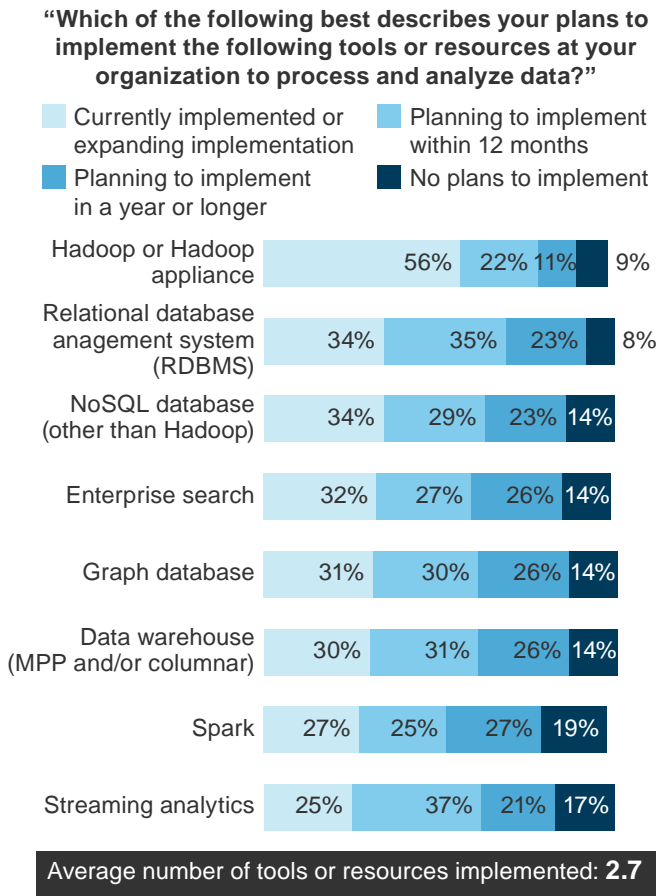 “Which of the following best describes your plans to
implement the following tools or resources at your
organization to process and analyze data?”
Currently implemented or
expanding implementation
Planning to implement
within 12 months
Planning to implement
in a year or longer
No plans to implement
Hadoop or Hadoop
appliance
56% 22% 11% 9%
Relational database
anagement system
(RDBMS)
34% 35% 23% 8%
NoSQL database
(other than Hadoop)
34% 29% 23% 14%
Enterprise search
32% 27% 26% 14%
Graph database
31% 30% 26% 14%
Data warehouse
(MPP and/or columnar)
30% 31% 26% 14%
Spark
27% 25% 27% 19%
Streaming analytics
25% 37% 21% 17%
Average number of tools or resources implemented: 2.7